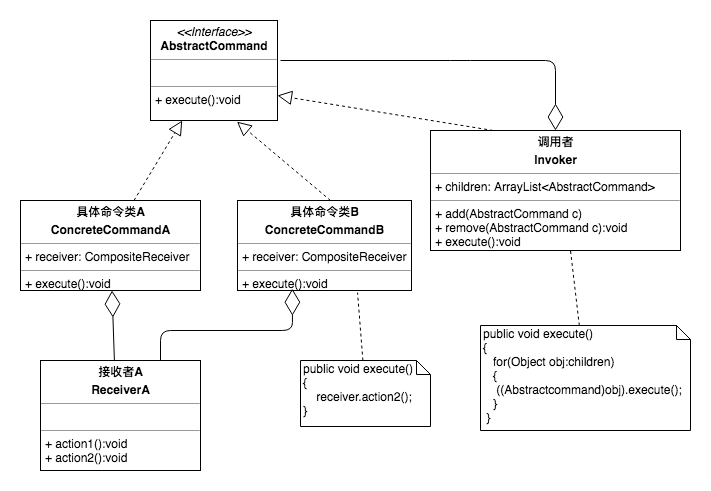 <<Interface>>
AbstractCommand
+ execute():void
调用者
Invoker
+ children: ArrayList<AbstractCommand>
+ add(AbstractCommand c)
+ remove(AbstractCommand c):void
+ execute():void
具体命令类A
ConcreteCommandA
+ receiver: CompositeReceiver
+ execute():void
具体命令类B
ConcreteCommandB
+ receiver: CompositeReceiver
+ execute():void
接收者A
ReceiverA
+ action1():void
+ action2():void
public void execute()
{
receiver.action2();
}
public void execute()
{
for(Object obj:children)
{
((Abstractcommand)obj).execute();
}
}